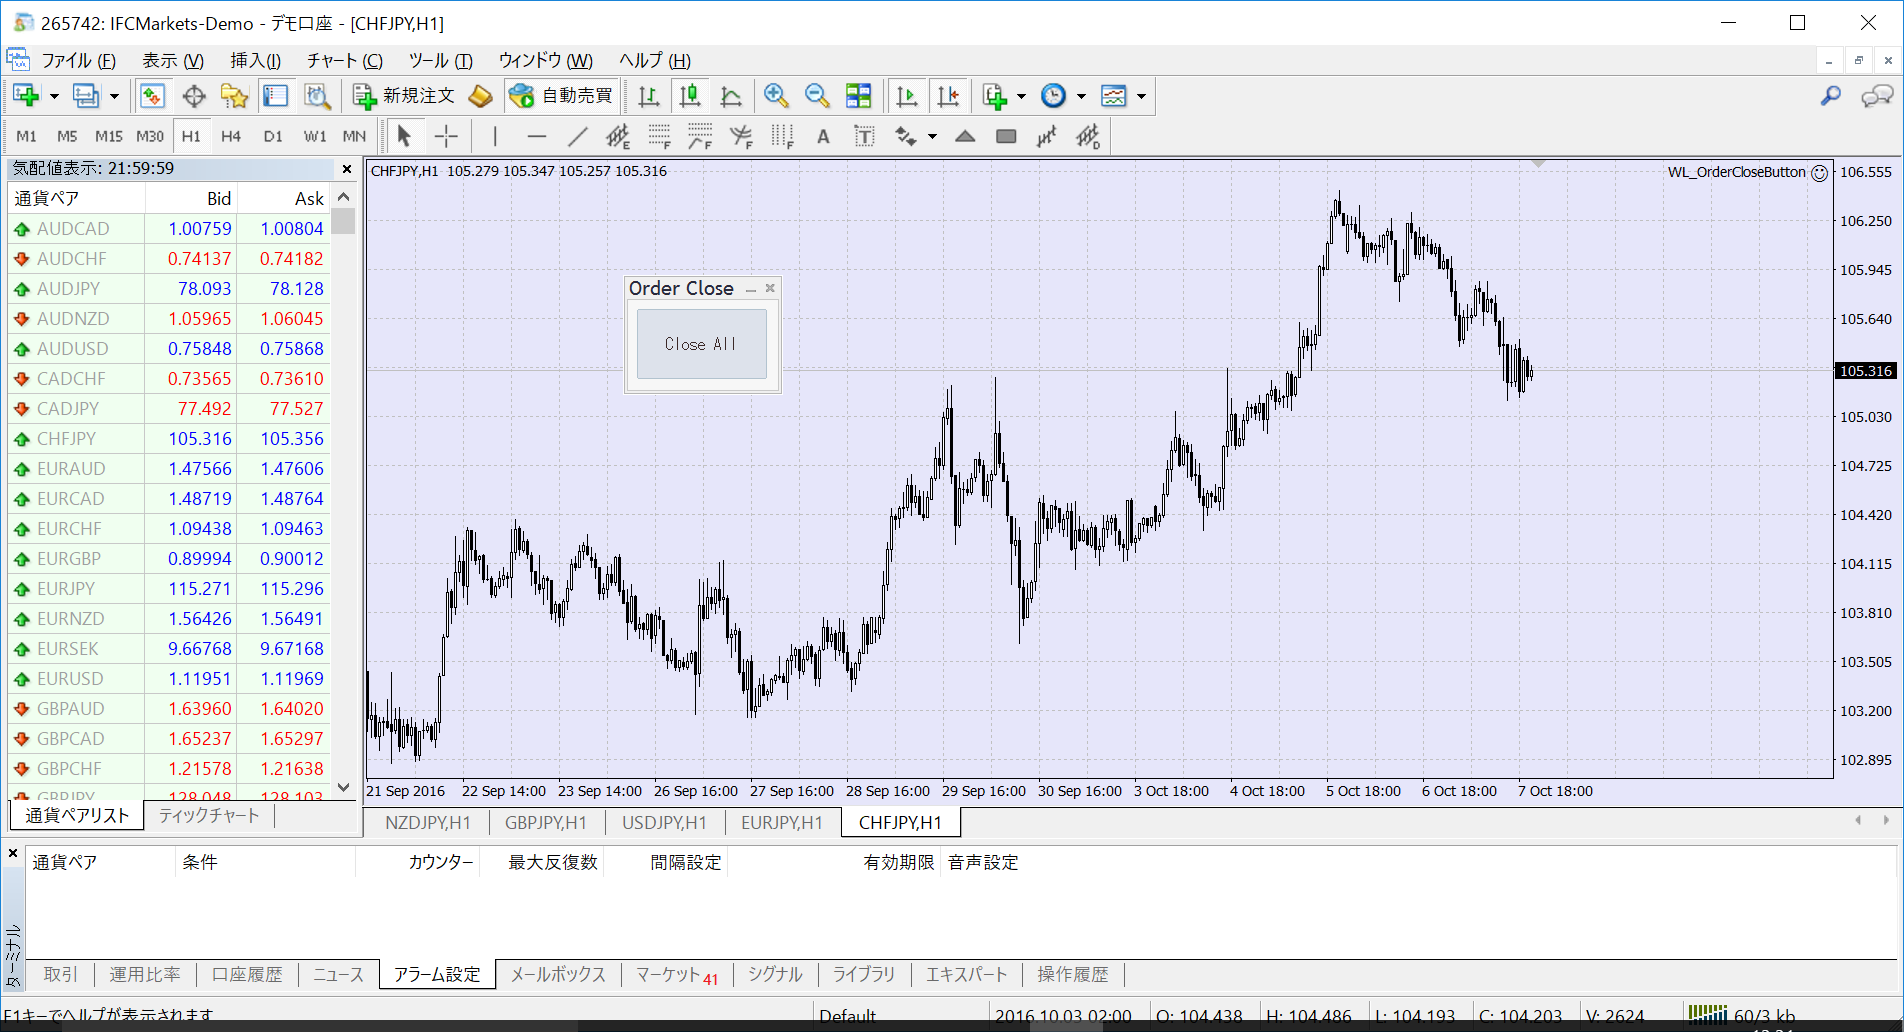 265742: IFCMarkets-Demo - デモ口座 - [CHFJPY,H1]
ファイル (F) 表示 (V) 挿入(I) チャート (C) ツール (T) ウィンドウ (W) ヘルプ (H)
新規注文 自動売買
M1 M5 M15 M30 H1 H4 D1 W1 MN
気配値表示: 21:59:59
通貨ペア Bid Ask
AUDCAD 1.00759 1.00804
AUDCHF 0.74137 0.74182
AUDJPY 78.093 78.128
AUDNZD 1.05965 1.06045
AUDUSD 0.75848 0.75868
CADCHF 0.73565 0.73610
CADJPY 77.492 77.527
CHFJPY 105.316 105.356
EURAUD 1.47566 1.47606
EURCAD 1.48719 1.48764
EURCHF 1.09438 1.09463
EURGBP 0.89994 0.90012
EURJPY 115.271 115.296
EURNZD 1.56426 1.56491
EURSEK 9.66768 9.67168
EURUSD 1.11951 1.11969
GBPAUD 1.63960 1.64020
GBPCAD 1.65237 1.65297
GBPCHF 1.21578 1.21638
GBPJPY 128.048 128.103
通貨ペアリスト ティックチャート
CHFJPY,H1 105.279 105.347 105.257 105.316
WL_OrderCloseButton
Order Close
Close All
106.555
106.250
105.945
105.640
105.316
105.030
104.725
104.420
104.115
103.810
103.505
103.200
102.895
21 Sep 2016 22 Sep 14:00 23 Sep 14:00 26 Sep 16:00 27 Sep 16:00 28 Sep 16:00 29 Sep 16:00 30 Sep 16:00 3 Oct 18:00 4 Oct 18:00 5 Oct 18:00 6 Oct 18:00 7 Oct 18:00
NZDJPY,H1 GBPJPY,H1 USDJPY,H1 EURJPY,H1 CHFJPY,H1
通貨ペア 条件 カウンター 最大反復数 間隔設定 有効期限 音声設定
ターミナル
取引 運用比率 口座履歴 ニュース アラーム設定 メールボックス マーケット 41 シグナル ライブラリ エキスパート 操作履歴
F1キーでヘルプが表示されます Default 2016.10.03 02:00 O: 104.438 H: 104.486 L: 104.193 C: 104.203 V: 2624 60/3 kb